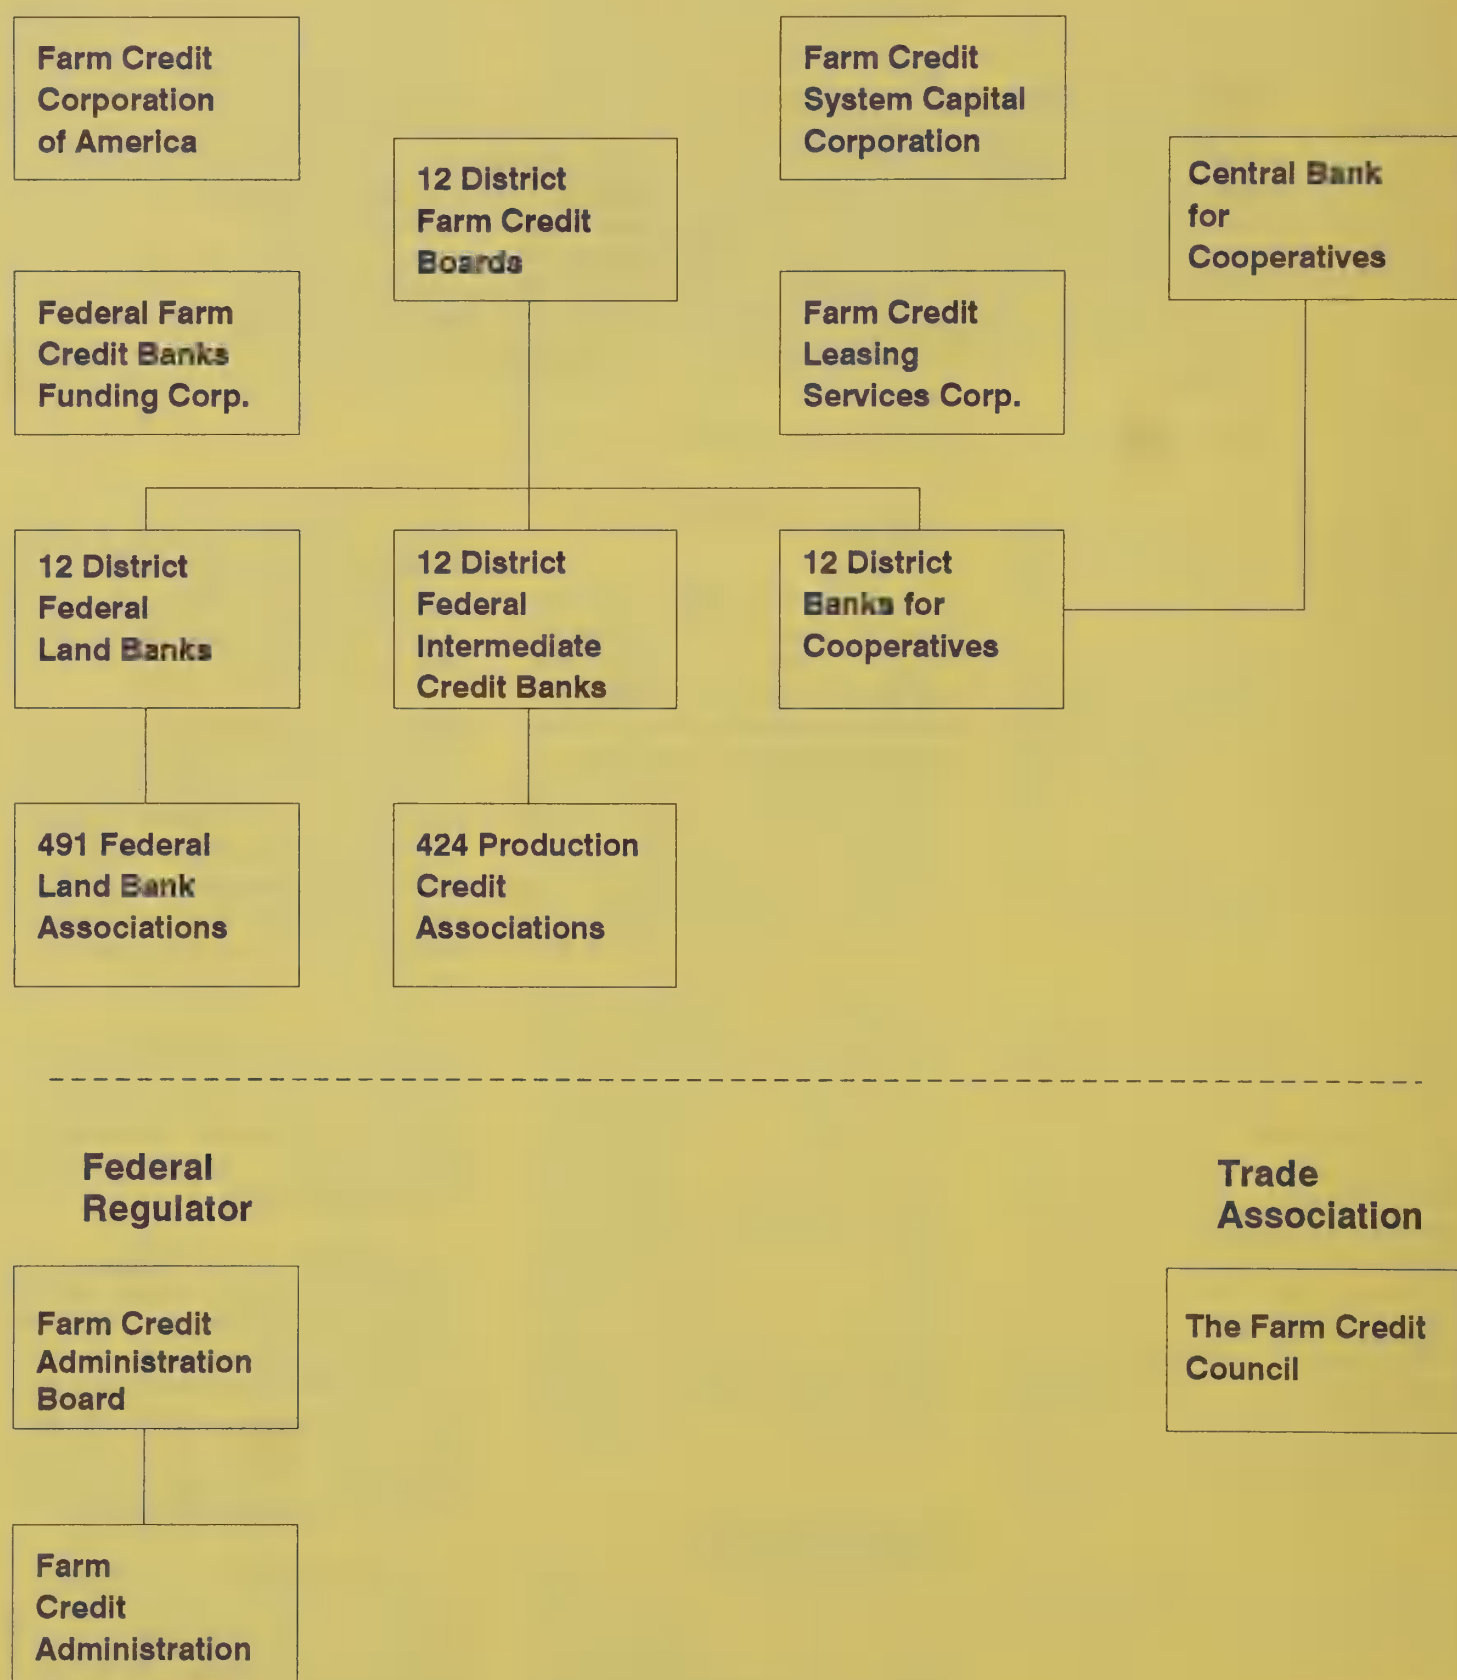 Farm Credit
Corporation
of America
12 District
Farm Credit
Boards
Farm Credit
System Capital
Corporation
Central Bank
for
Cooperatives
Federal Farm
Credit Banks
Funding Corp.
Farm Credit
Leasing
Services Corp.
12 District
Federal
Land Banks
12 District
Federal
Intermediate
Credit Banks
12 District
Banks for
Cooperatives
491 Federal
Land Bank
Associations
424 Production
Credit
Associations
Federal
Regulator
Trade
Association
Farm Credit
Administration
Board
The Farm Credit
Council
Farm
Credit
Administration